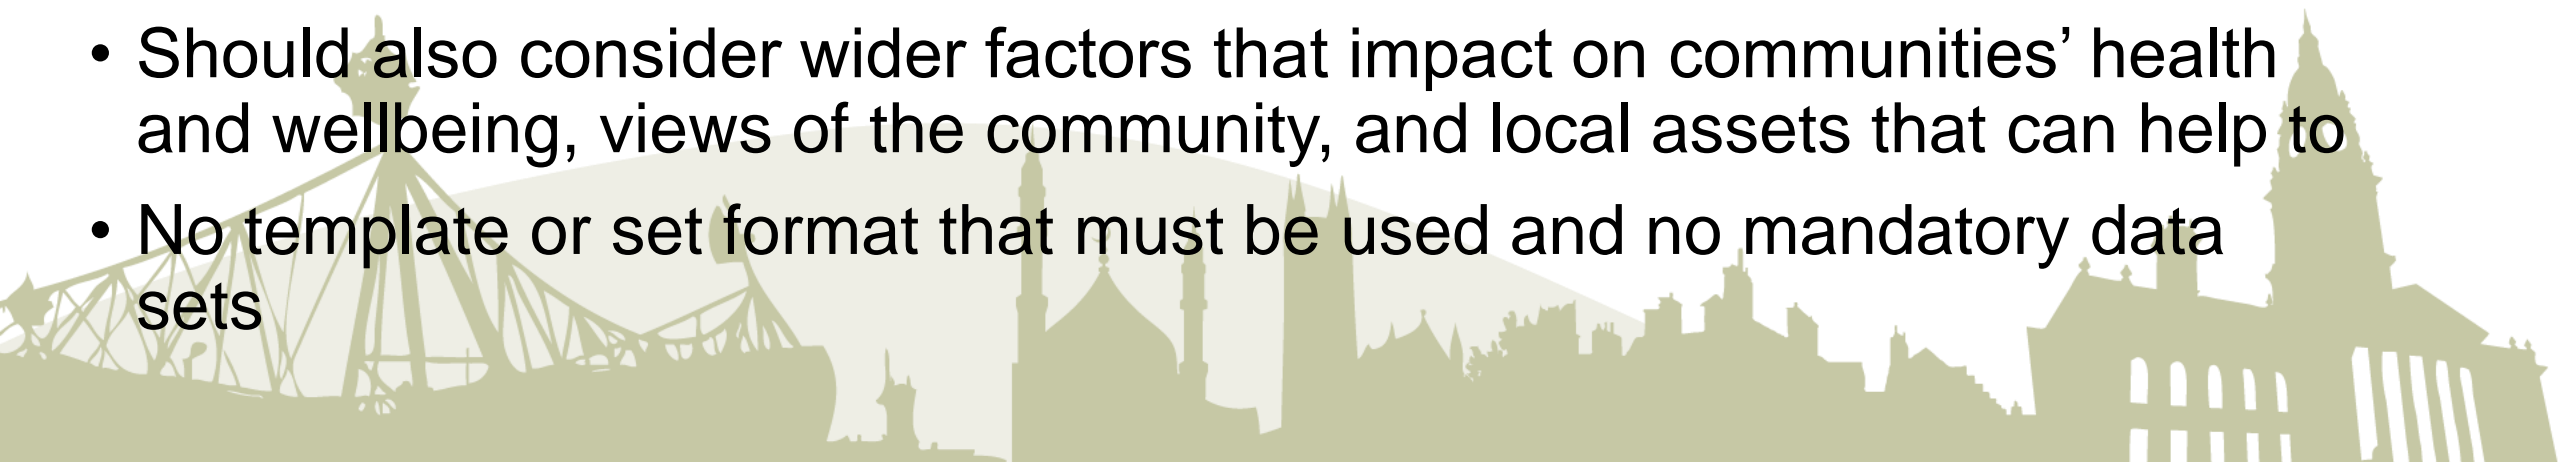 • Should also consider wider factors that impact on communities’ health
and wellbeing, views of the community, and local assets that can help to
• No template or set format that must be used and no mandatory data
sets